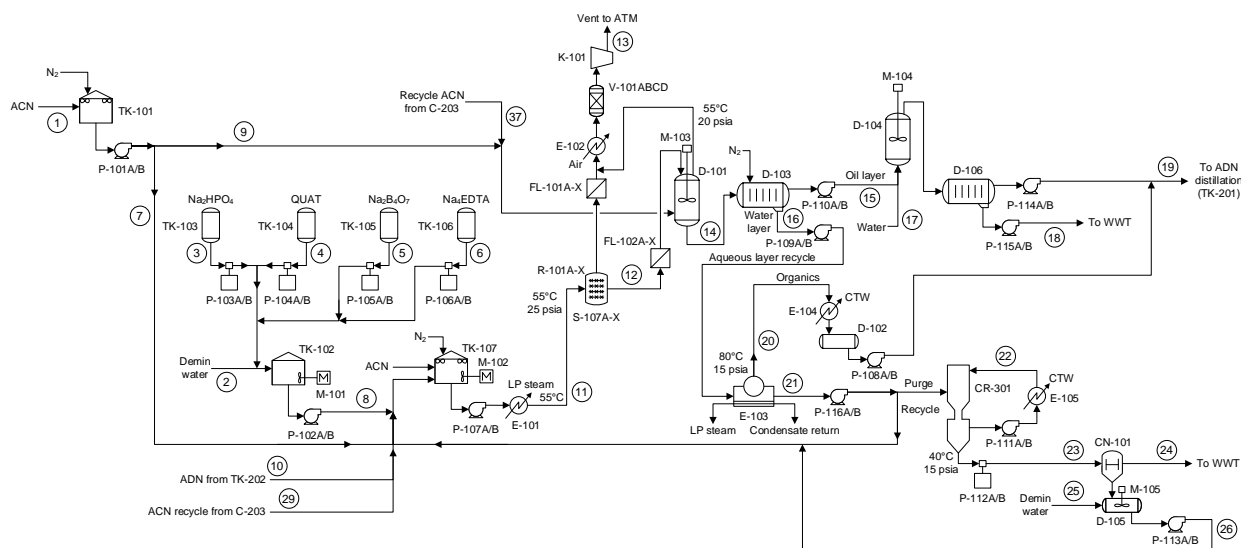 Vent to ATM
13
K-101
N₂
TK-101
ACN
1
P-101A/B
9
Recycle ACN
from C-203
37
V-101ABCD
E-102
Air
FL-101A-X
55°C
20 psia
M-103
D-101
14
FL-102A-X
12
R-101A-X
55°C
25 psia
S-107A-X
N₂
D-103
P-110A/B
Oil layer
15
16
Water
layer
P-109A/B
Aqueous layer recycle
M-104
D-104
17
Water
D-106
P-114A/B
P-115A/B
18
To WWT
19
To ADN
distillation
(TK-201)
7
Na₂HPO₄
TK-103
3
P-103A/B
QUAT
TK-104
4
P-104A/B
Na₂B₄O₇
TK-105
5
P-105A/B
Na₄EDTA
TK-106
6
P-106A/B
Demin
water
2
TK-102
M-101
M
P-102A/B
8
N₂
TK-107
ACN
M-102
M
P-107A/B
LP steam
55°C
E-101
11
10
ADN from TK-202
29
ACN recycle from C-203
Organics
CTW
E-104
D-102
P-108A/B
20
80°C
15 psia
21
E-103
LP steam
Condensate return
P-116A/B
Purge
Recycle
22
CR-301
CTW
E-105
P-111A/B
40°C
15 psia
P-112A/B
23
CN-101
24
To WWT
Demin
water
25
M-105
D-105
P-113A/B
26